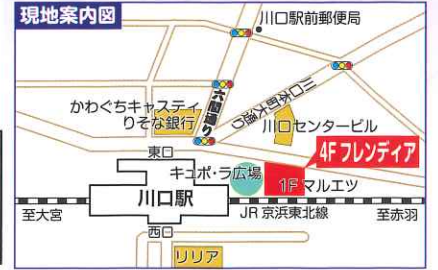 現地案内図
川口駅前郵便局
六間通り
川口本町大通り
かわぐちキャスティ
りそな銀行
川口センタービル
4F フレンディア
東口
キュポ・ラ広場
1F マルエツ
川口駅
至大宮
JR 京浜東北線
至赤羽
西口
リリア